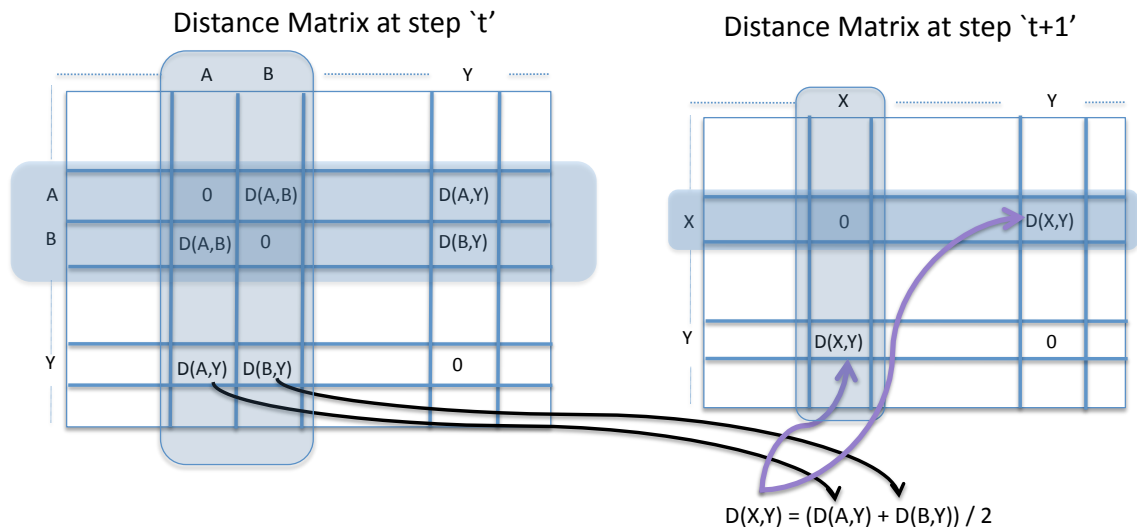 Distance Matrix at step `t’
A B Y
A 0 D(A,B) D(A,Y)
B D(A,B) 0 D(B,Y)
Y D(A,Y) D(B,Y) 0
Distance Matrix at step `t+1’
X Y
X 0 D(X,Y)
Y D(X,Y) 0
D(X,Y) = (D(A,Y) + D(B,Y)) / 2